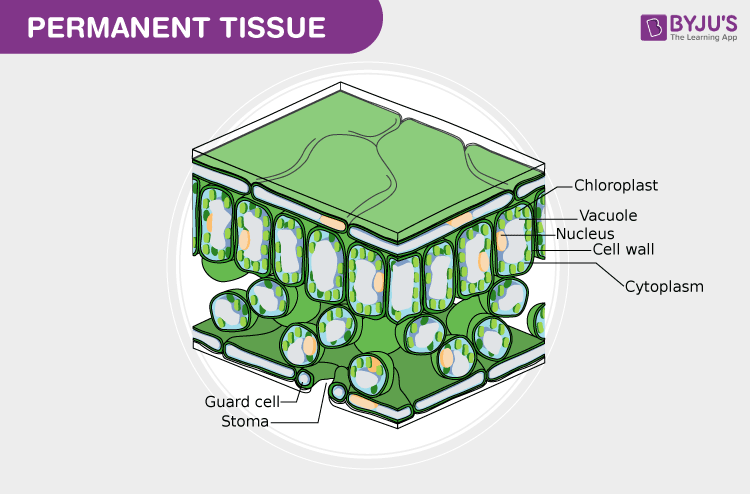 PERMANENT TISSUE
BYJU'S
The Learning App
Chloroplast
Vacuole
Nucleus
Cell wall
Cytoplasm
Guard cell
Stoma